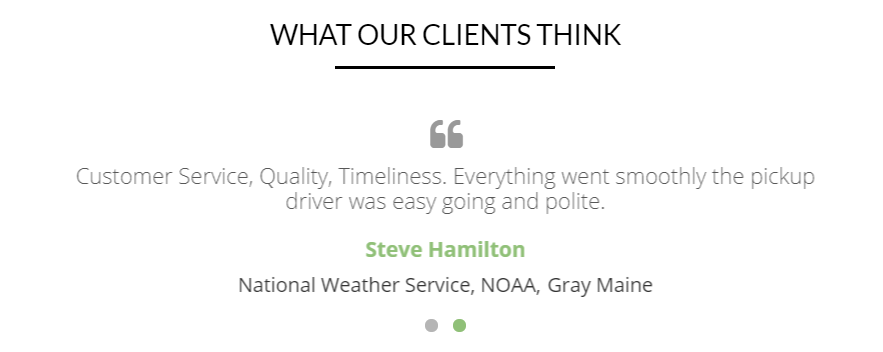 WHAT OUR CLIENTS THINK
❝
Customer Service, Quality, Timeliness. Everything went smoothly the pickup
driver was easy going and polite.
Steve Hamilton
National Weather Service, NOAA, Gray Maine